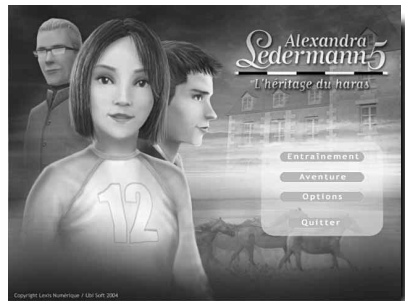 Alexandra
Ledermann 5
L'héritage du haras
Entraînement
Aventure
Options
Quitter
12
Copyright Lexis Numérique / Ubi Soft 2004